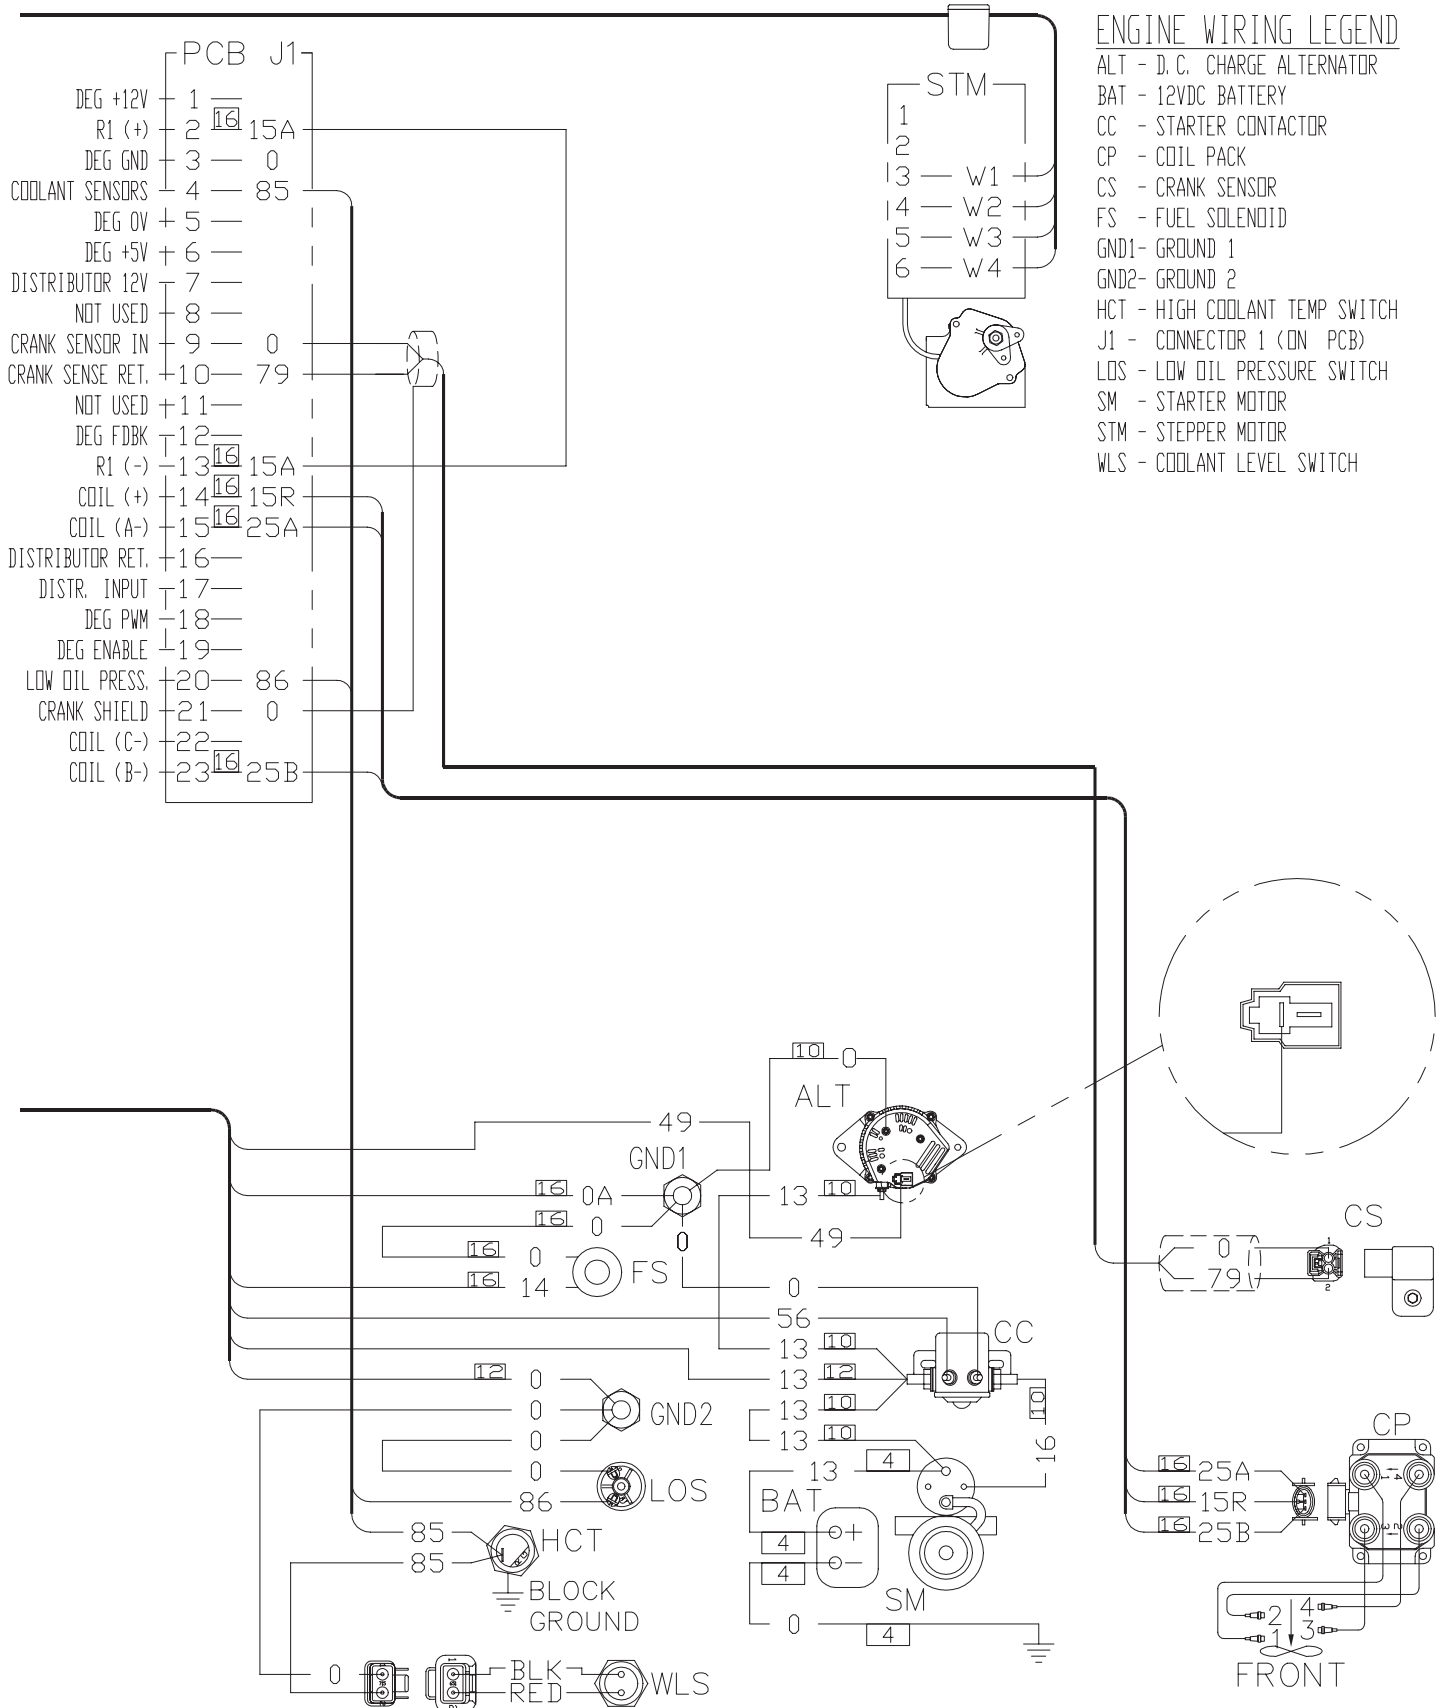 ENGINE WIRING LEGEND
ALT - D.C. CHARGE ALTERNATOR
BAT - 12VDC BATTERY
CC - STARTER CONTACTOR
CP - COIL PACK
CS - CRANK SENSOR
FS - FUEL SOLENOID
GND1- GROUND 1
GND2- GROUND 2
HCT - HIGH COOLANT TEMP SWITCH
J1 - CONNECTOR 1 (ON PCB)
LOS - LOW OIL PRESSURE SWITCH
SM - STARTER MOTOR
STM - STEPPER MOTOR
WLS - COOLANT LEVEL SWITCH
PCB J1
DEG +12V 1
R1 (+) 2 16 15A
DEG GND 3 0
COOLANT SENSORS 4 85
DEG 0V 5
DEG +5V 6
DISTRIBUTOR 12V 7
NOT USED 8
CRANK SENSOR IN 9 0
CRANK SENSE RET. 10 79
NOT USED 11
DEG FDBK 12
R1 (-) 13 16 15A
COIL (+) 14 16 15R
COIL (A-) 15 16 25A
DISTRIBUTOR RET. 16
DISTR. INPUT 17
DEG PWM 18
DEG ENABLE 19
LOW OIL PRESS. 20 86
CRANK SHIELD 21 0
COIL (C-) 22
COIL (B-) 23 16 25B
STM
1
2
3 W1
4 W2
5 W3
6 W4
10 0
ALT
49
GND1
16 0A
13 10
16 0
0
49
16 0
FS
16 14
0
56
CC
13 10
12 0
13 12
10
0
GND2
13 10
0
13 10
16
0
LOS
13 4
86
BAT
+
4
-
4
85
HCT
85
BLOCK
GROUND
SM
0
4
0
BLK
RED
WLS
CS
0
79
1
2
CP
16 25A
16 15R
16 25B
1 4
3 2
2 4
1 3
FRONT